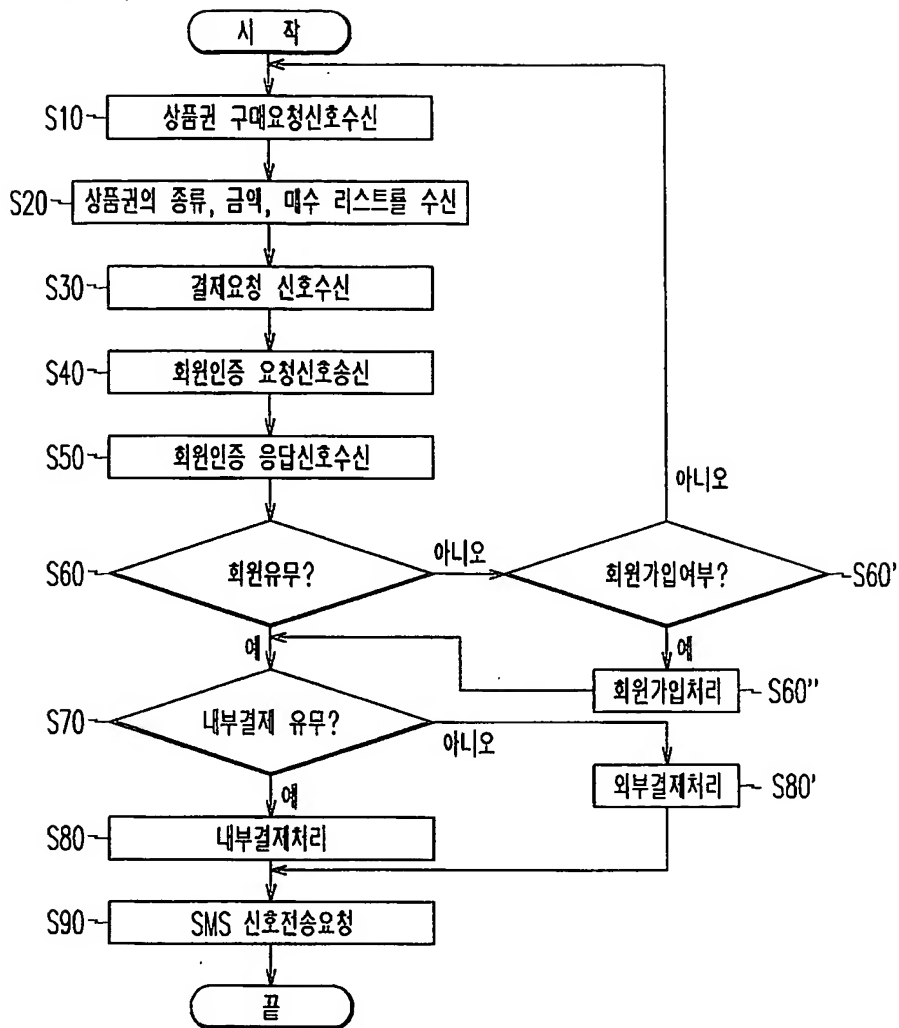 시 작
S10
상품권 구매요청신호수신
S20
상품권의 종류, 금액, 매수 리스트를 수신
S30
결제요청 신호수신
S40
회원인증 요청신호송신
S50
회원인증 응답신호수신
아니오
S60
회원유무?
아니오
회원가입여부?
S60'
예
예
회원가입처리
S60''
S70
내부결제 유무?
아니오
외부결제처리
S80'
예
S80
내부결제처리
S90
SMS 신호전송요청
끝